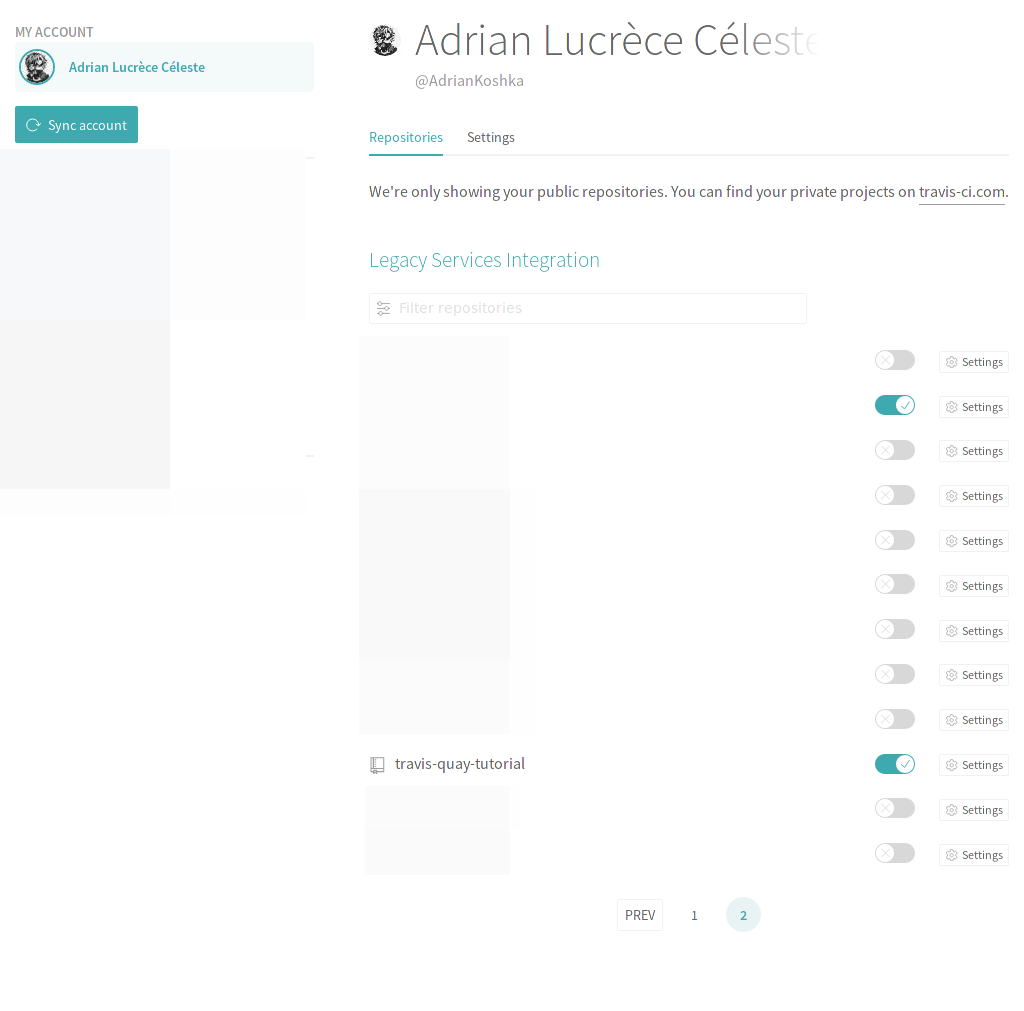 MY ACCOUNT
Adrian Lucrèce Céleste
Sync account
Adrian Lucrèce Céleste
@AdrianKoshka
Repositories
Settings
We're only showing your public repositories. You can find your private projects on travis-ci.com.
Legacy Services Integration
Filter repositories
Settings
Settings
Settings
Settings
Settings
Settings
Settings
Settings
Settings
travis-quay-tutorial Settings
Settings
Settings
PREV 1 2